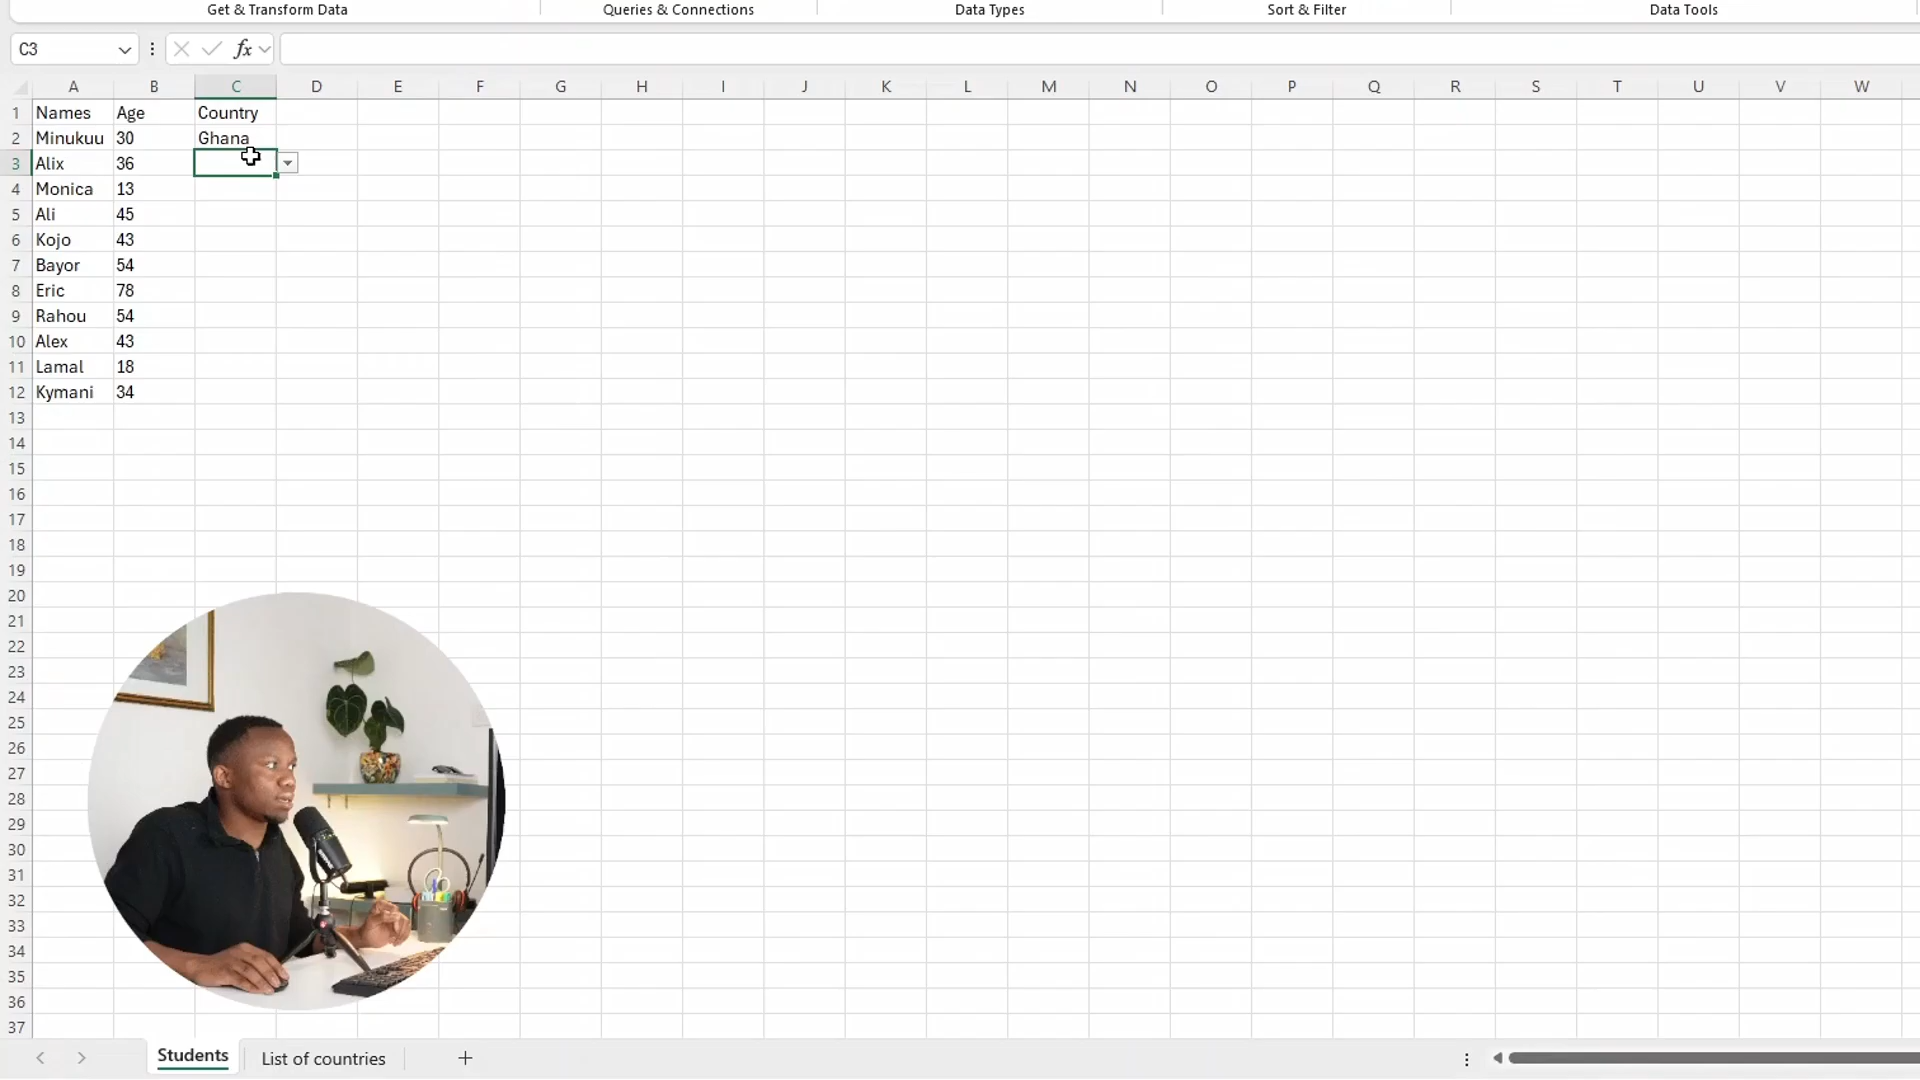 Get & Transform Data Queries & Connections Data Types Sort & Filter Data Tools
C3 fx
A B C D E F G H I J K L M N O P Q R S T U V W
1 Names Age Country
2 Minukuu 30 Ghana
3 Alix 36
4 Monica 13
5 Ali 45
6 Kojo 43
7 Bayor 54
8 Eric 78
9 Rahou 54
10 Alex 43
11 Lamal 18
12 Kymani 34
13
14
15
16
17
18
19
20
21
22
23
24
25
26
27
28
29
30
31
32
33
34
35
36
37
Students List of countries